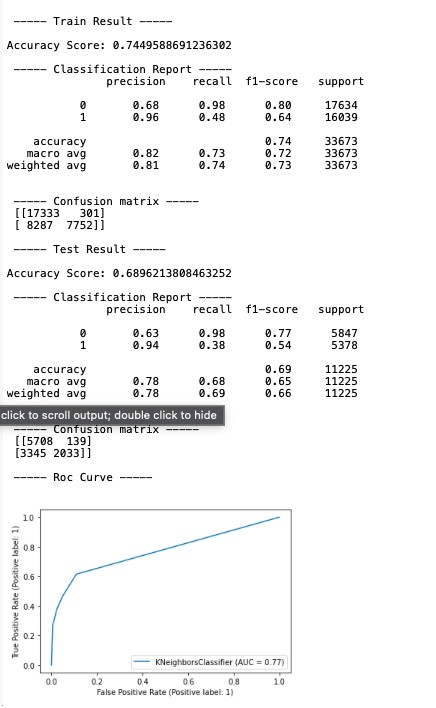 ----- Train Result -----
Accuracy Score: 0.7449588691236302
----- Classification Report -----
precision recall f1-score support
0 0.68 0.98 0.80 17634
1 0.96 0.48 0.64 16039
accuracy 0.74 33673
macro avg 0.82 0.73 0.72 33673
weighted avg 0.81 0.74 0.73 33673
----- Confusion matrix -----
[[17333 301]
[ 8287 7752]]
----- Test Result -----
Accuracy Score: 0.6896213808463252
----- Classification Report -----
precision recall f1-score support
0 0.63 0.98 0.77 5847
1 0.94 0.38 0.54 5378
accuracy 0.69 11225
macro avg 0.78 0.68 0.65 11225
weighted avg 0.78 0.69 0.66 11225
click to scroll output; double click to hide
----- Confusion matrix -----
[[5708 139]
[3345 2033]]
----- Roc Curve -----
True Positive Rate (Positive label: 1)
1.0
0.8
0.6
0.4
0.2
0.0
KNeighborsClassifier (AUC = 0.77)
0.0 0.2 0.4 0.6 0.8 1.0
False Positive Rate (Positive label: 1)